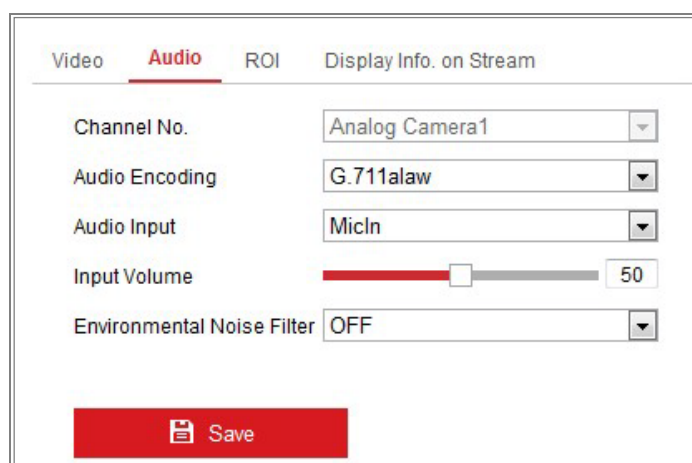 Video Audio ROI Display Info. on Stream
Channel No. Analog Camera1
Audio Encoding G.711alaw
Audio Input MicIn
Input Volume 50
Environmental Noise Filter OFF
Save